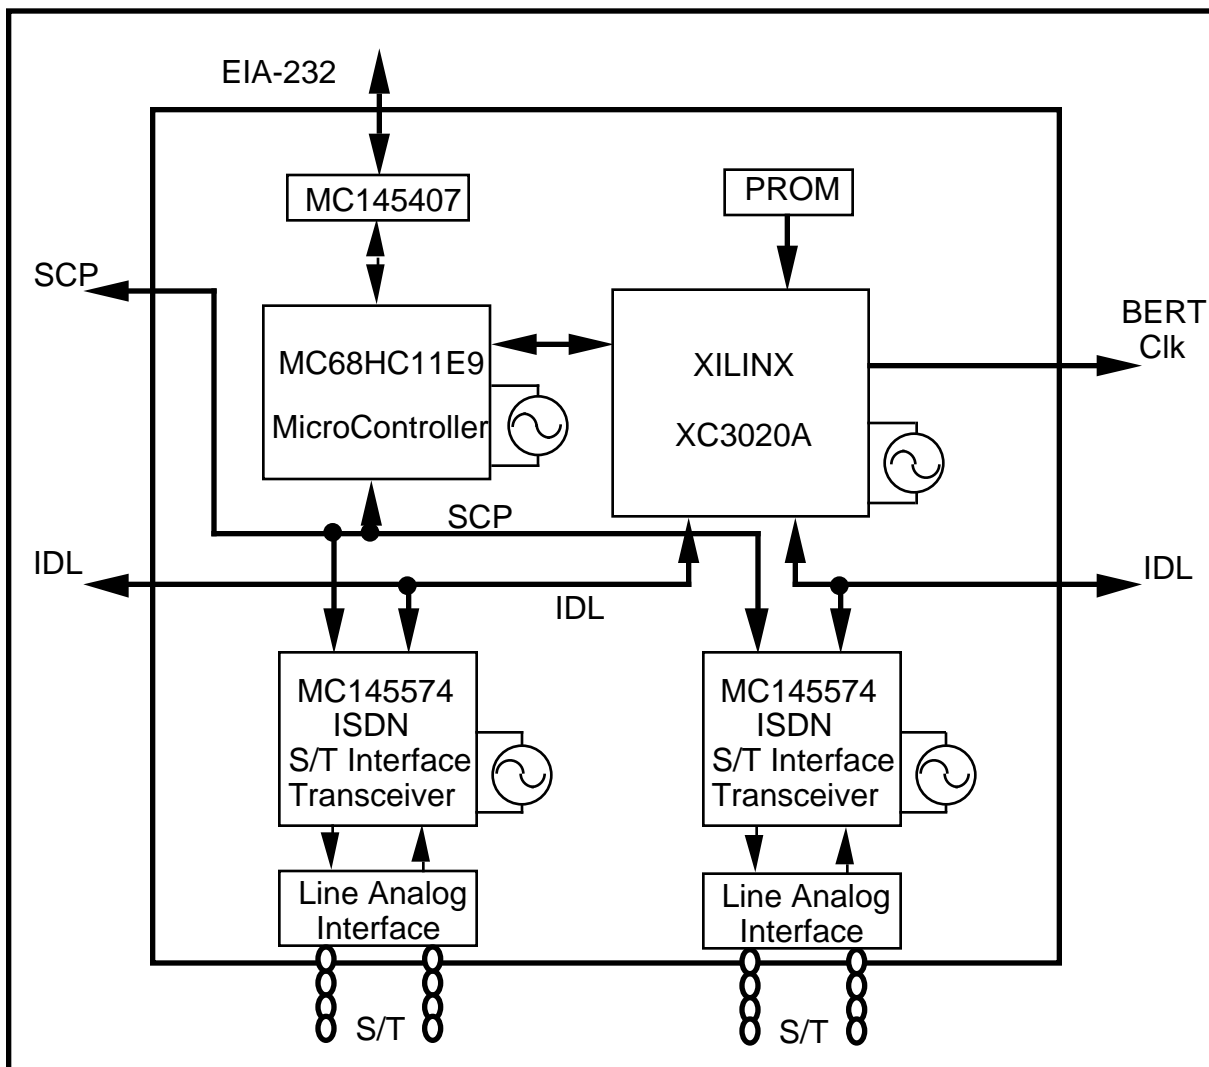 EIA-232
MC145407
PROM
SCP
BERT
Clk
MC68HC11E9
MicroController
XILINX
XC3020A
SCP
IDL
IDL
IDL
MC145574
ISDN
S/T Interface
Transceiver
MC145574
ISDN
S/T Interface
Transceiver
Line Analog
Interface
Line Analog
Interface
S/T
S/T